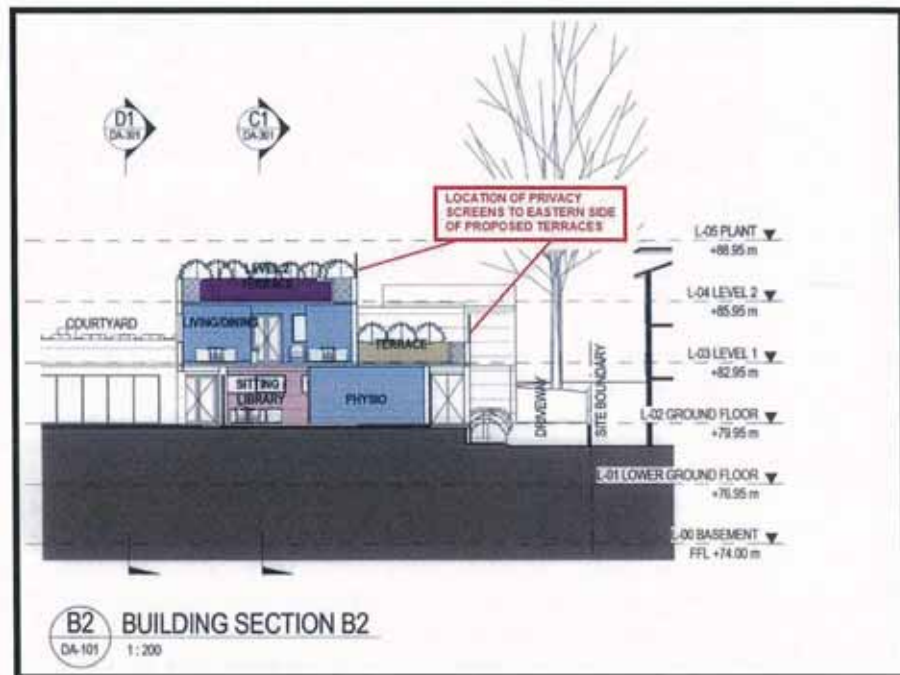 D1
DA-301
C1
DA-301
LOCATION OF PRIVACY
SCREENS TO EASTERN SIDE
OF PROPOSED TERRACES
L-05 PLANT
+88.95 m
LEVEL 2
TERRACE
L-04 LEVEL 2
+85.95 m
COURTYARD
LIVING/DINING
TERRACE
L-03 LEVEL 1
+82.95 m
SITTING
LIBRARY
PHYSIO
DRIVEWAY
SITE BOUNDARY
L-02 GROUND FLOOR
+79.95 m
L-01 LOWER GROUND FLOOR
+76.95 m
L-00 BASEMENT
FFL +74.00 m
B2
DA-101
BUILDING SECTION B2
1 : 200